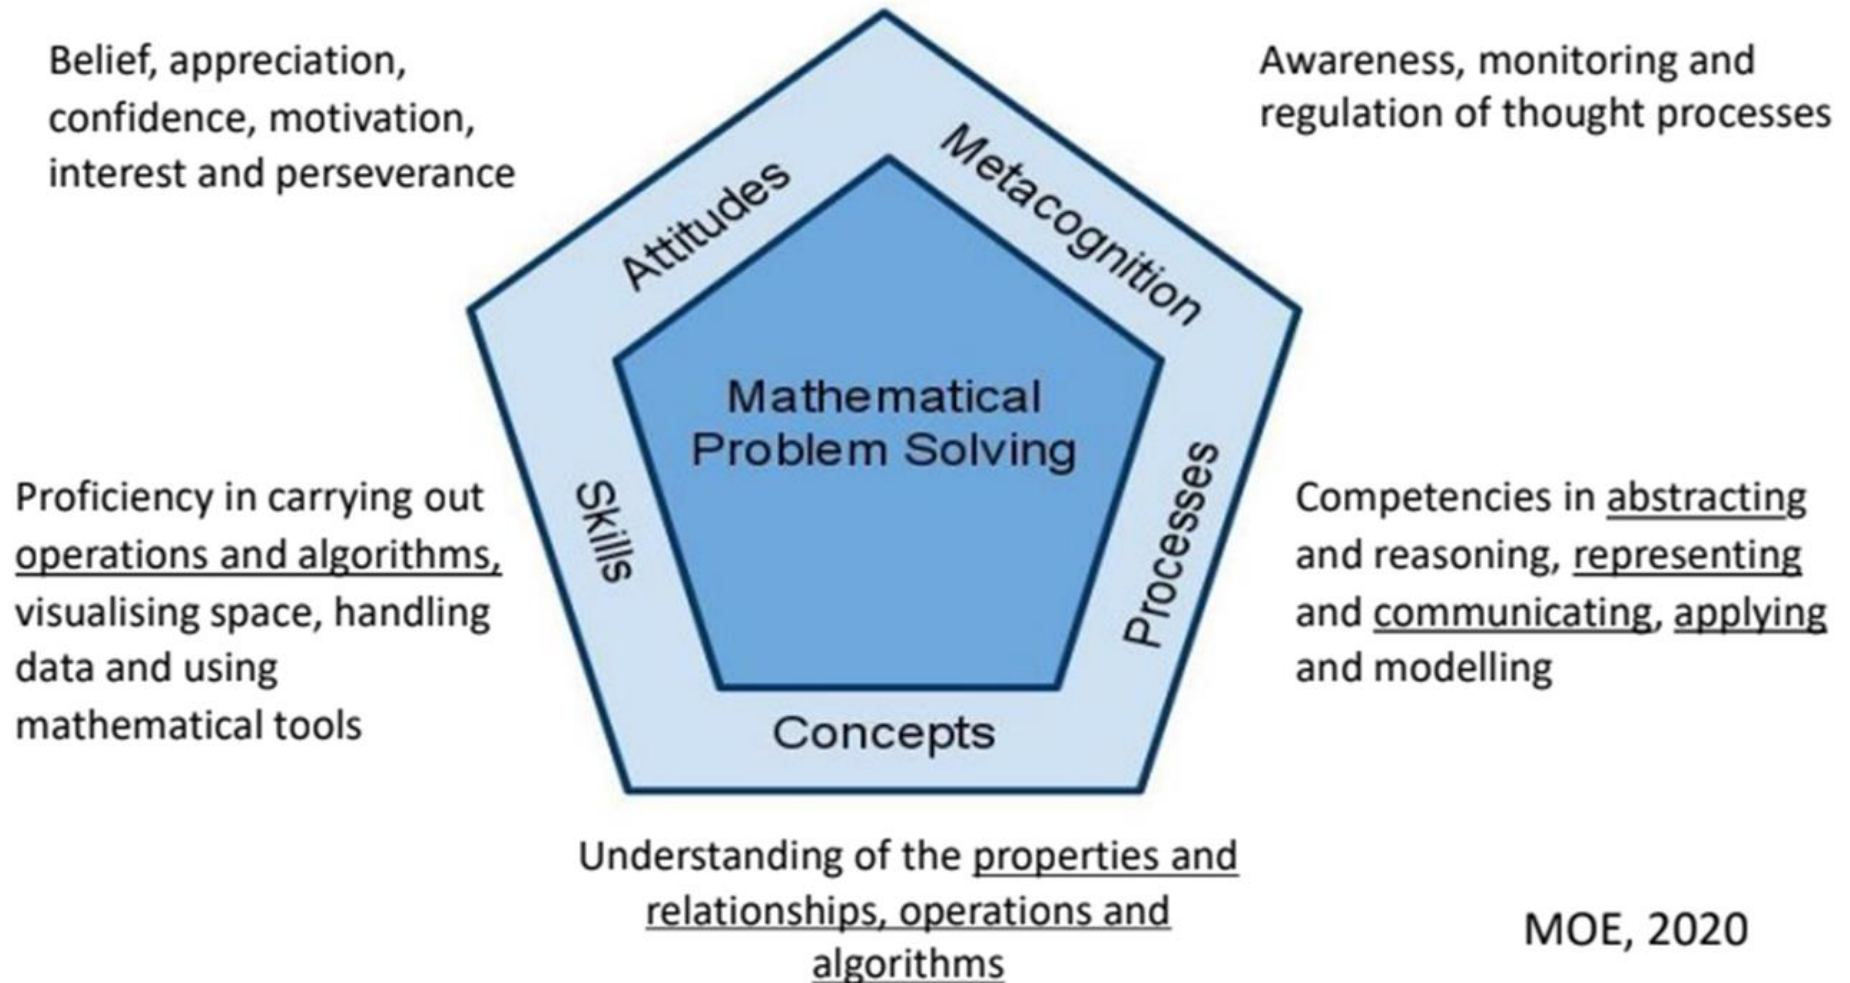 Belief, appreciation,
confidence, motivation,
interest and perseverance
Awareness, monitoring and
regulation of thought processes
Attitudes
Metacognition
Mathematical
Problem Solving
Skills
Processes
Concepts
Proficiency in carrying out
operations and algorithms,
visualising space, handling
data and using
mathematical tools
Competencies in abstracting
and reasoning, representing
and communicating, applying
and modelling
Understanding of the properties and
relationships, operations and
algorithms
MOE, 2020